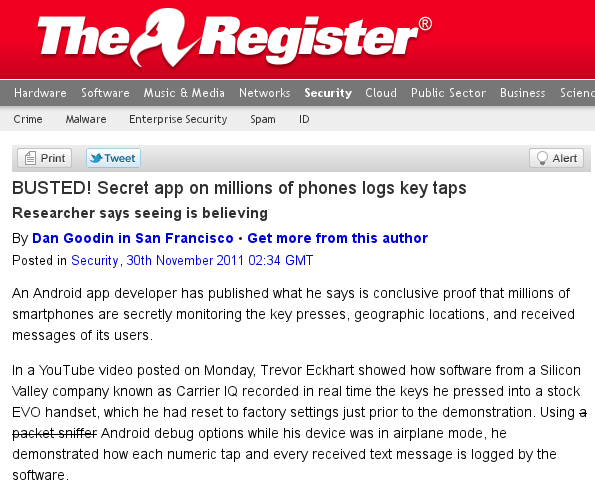 The Register®
Hardware Software Music & Media Networks Security Cloud Public Sector Business Scienc
Crime Malware Enterprise Security Spam ID
Print Tweet Alert
BUSTED! Secret app on millions of phones logs key taps
Researcher says seeing is believing
By Dan Goodin in San Francisco • Get more from this author
Posted in Security, 30th November 2011 02:34 GMT
An Android app developer has published what he says is conclusive proof that millions of
smartphones are secretly monitoring the key presses, geographic locations, and received
messages of its users.
In a YouTube video posted on Monday, Trevor Eckhart showed how software from a Silicon
Valley company known as Carrier IQ recorded in real time the keys he pressed into a stock
EVO handset, which he had reset to factory settings just prior to the demonstration. Using a
packet sniffer Android debug options while his device was in airplane mode, he
demonstrated how each numeric tap and every received text message is logged by the
software.